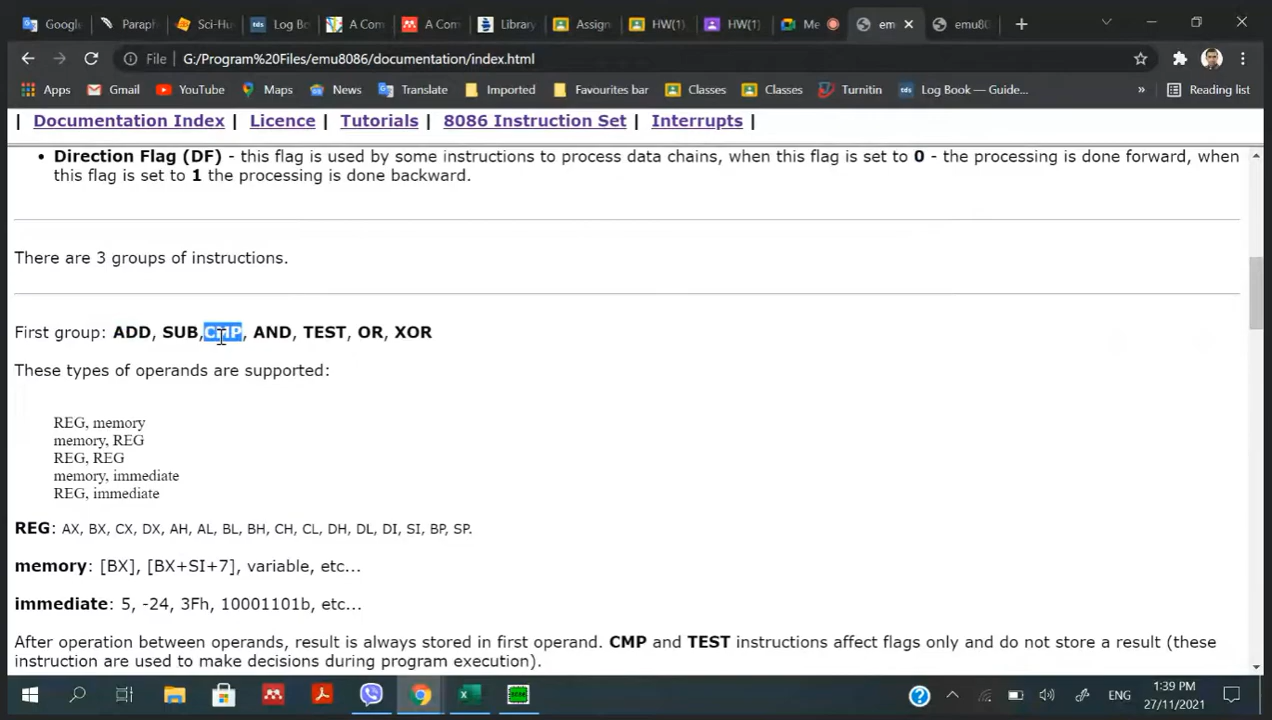 Google
Paraph
Sci-Hu
Log Bo
A Com
A Com
Library
Assign
HW(1)
HW(1)
Me
em
emu80
File G:/Program%20Files/emu8086/documentation/index.html
Apps Gmail YouTube Maps News Translate Imported Favourites bar Classes Classes Turnitin Log Book — Guide... » Reading list
| Documentation Index | Licence | Tutorials | 8086 Instruction Set | Interrupts |
• Direction Flag (DF) - this flag is used by some instructions to process data chains, when this flag is set to 0 - the processing is done forward, when
this flag is set to 1 the processing is done backward.
There are 3 groups of instructions.
First group: ADD, SUB,CMP, AND, TEST, OR, XOR
These types of operands are supported:
REG, memory
memory, REG
REG, REG
memory, immediate
REG, immediate
REG: AX, BX, CX, DX, AH, AL, BL, BH, CH, CL, DH, DL, DI, SI, BP, SP.
memory: [BX], [BX+SI+7], variable, etc...
immediate: 5, -24, 3Fh, 10001101b, etc...
After operation between operands, result is always stored in first operand. CMP and TEST instructions affect flags only and do not store a result (these
instruction are used to make decisions during program execution).
ENG
1:39 PM
27/11/2021